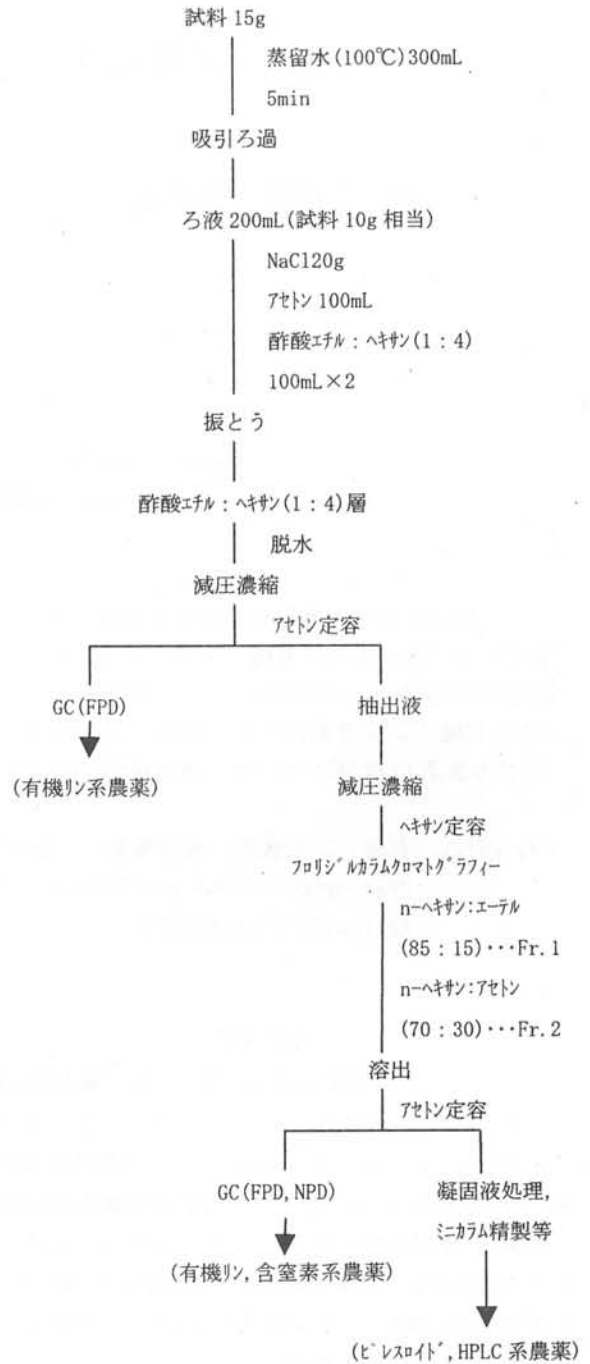 試料 15g
蒸留水(100℃)300mL
5min
吸引ろ過
ろ液 200mL(試料 10g 相当)
NaCl20g
ｱｾﾄﾝ 100mL
酢酸ｴﾁﾙ：ﾍｷｻﾝ(1：4)
100mL×2
振とう
酢酸ｴﾁﾙ：ﾍｷｻﾝ(1：4)層
脱水
減圧濃縮
ｱｾﾄﾝ定容
GC(FPD)
抽出液
(有機ﾘﾝ系農薬)
減圧濃縮
ﾍｷｻﾝ定容
ﾌﾛﾘｼﾞﾙｶﾗﾑｸﾛﾏﾄｸﾞﾗﾌｨｰ
n-ﾍｷｻﾝ:ｴｰﾃﾙ
(85：15)･･･Fr.1
n-ﾍｷｻﾝ:ｱｾﾄﾝ
(70：30)･･･Fr.2
溶出
ｱｾﾄﾝ定容
GC(FPD,NPD)
凝固液処理,
ﾐﾆｶﾗﾑ精製等
(有機ﾘﾝ,含窒素系農薬)
(ﾋﾟﾚｽﾛｲﾄﾞ,HPLC 系農薬)